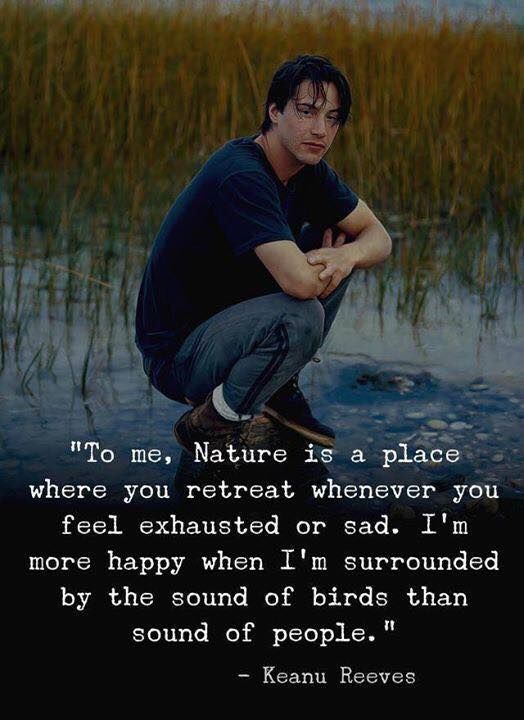 "To me, Nature is a place
where you retreat whenever you
feel exhausted or sad. I'm
more happy when I'm surrounded
by the sound of birds than
sound of people."
- Keanu Reeves